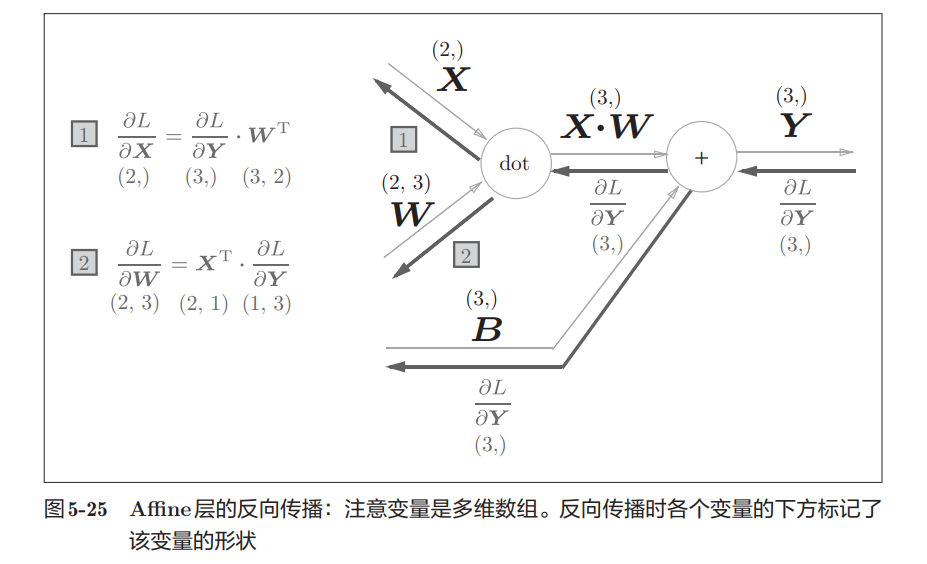 (2,)
X
1 ∂L/∂X = ∂L/∂Y · Wᵀ
(2,) (3,) (3, 2)
1
dot
(3,)
X·W
+
(3,)
Y
(2, 3)
W
∂L/∂Y
(3,)
∂L/∂Y
(3,)
2 ∂L/∂W = Xᵀ · ∂L/∂Y
(2, 3) (2, 1) (1, 3)
2
(3,)
B
∂L/∂Y
(3,)
图5-25 Affine层的反向传播：注意变量是多维数组。反向传播时各个变量的下方标记了
该变量的形状